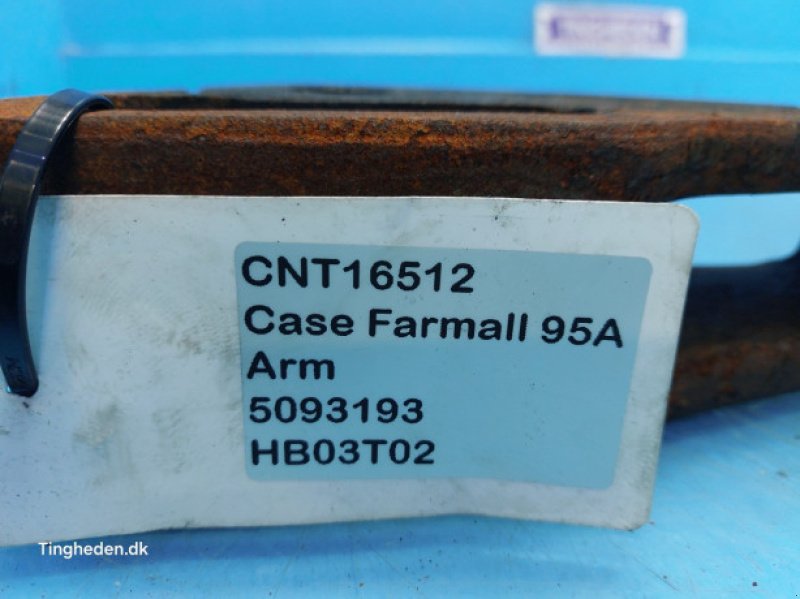 CNT16512
Case Farmall 95A
Arm
5093193
HB03T02
Tingheden.dk